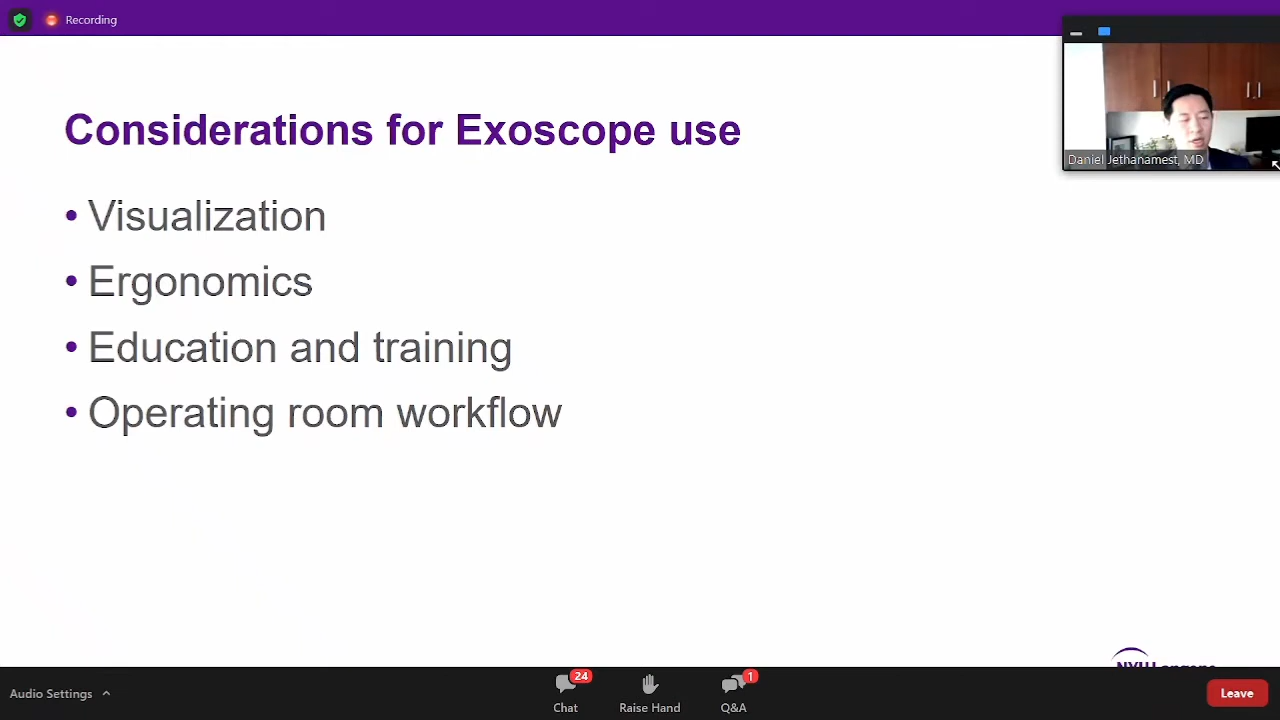 Recording
Considerations for Exoscope use
• Visualization
• Ergonomics
• Education and training
• Operating room workflow
Daniel Jethanamest, MD
Audio Settings
24
Chat
Raise Hand
1
Q&A
Leave